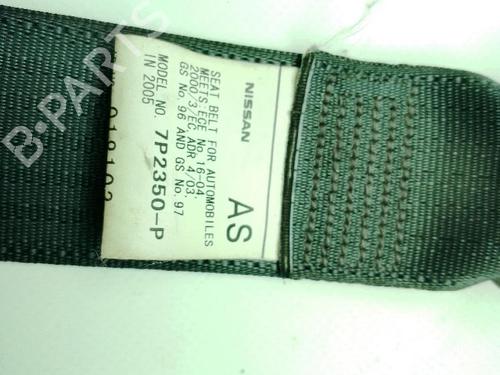 NISSAN
AS
SEAT BELT FOR AUTOMOBILES
MEETS:ECE No.16-04,
2000/3/EC,ADR 4/03,
GS No.96 AND GS No.97
MODEL NO. 7P2350-P
IN 2005
B-PARTS